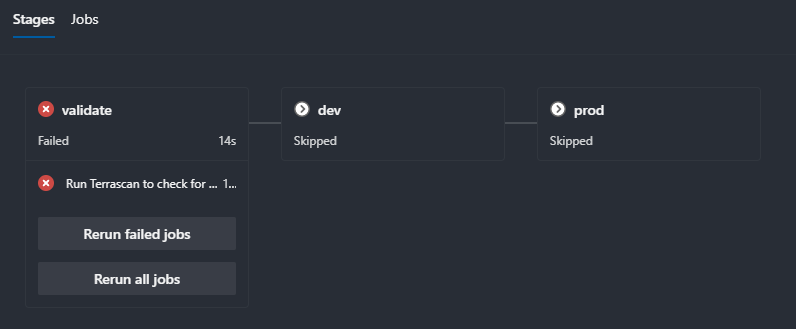 Stages Jobs
validate
Failed 14s
Run Terrascan to check for ... 1...
Rerun failed jobs
Rerun all jobs
dev
Skipped
prod
Skipped